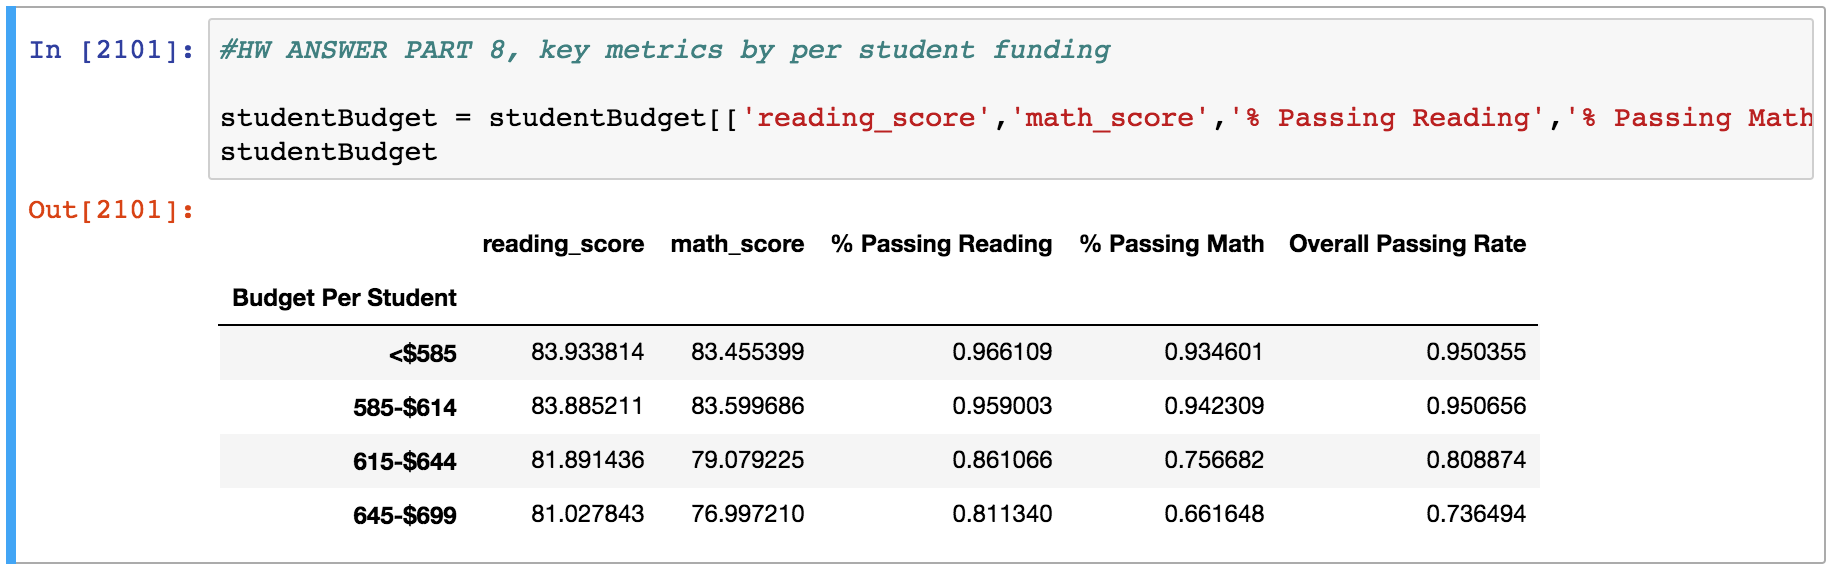 In [2101]: #HW ANSWER PART 8, key metrics by per student funding
studentBudget = studentBudget[['reading_score','math_score','% Passing Reading','% Passing Math
studentBudget
Out[2101]:
reading_score math_score % Passing Reading % Passing Math Overall Passing Rate
Budget Per Student
<$585 83.933814 83.455399 0.966109 0.934601 0.950355
585-$614 83.885211 83.599686 0.959003 0.942309 0.950656
615-$644 81.891436 79.079225 0.861066 0.756682 0.808874
645-$699 81.027843 76.997210 0.811340 0.661648 0.736494